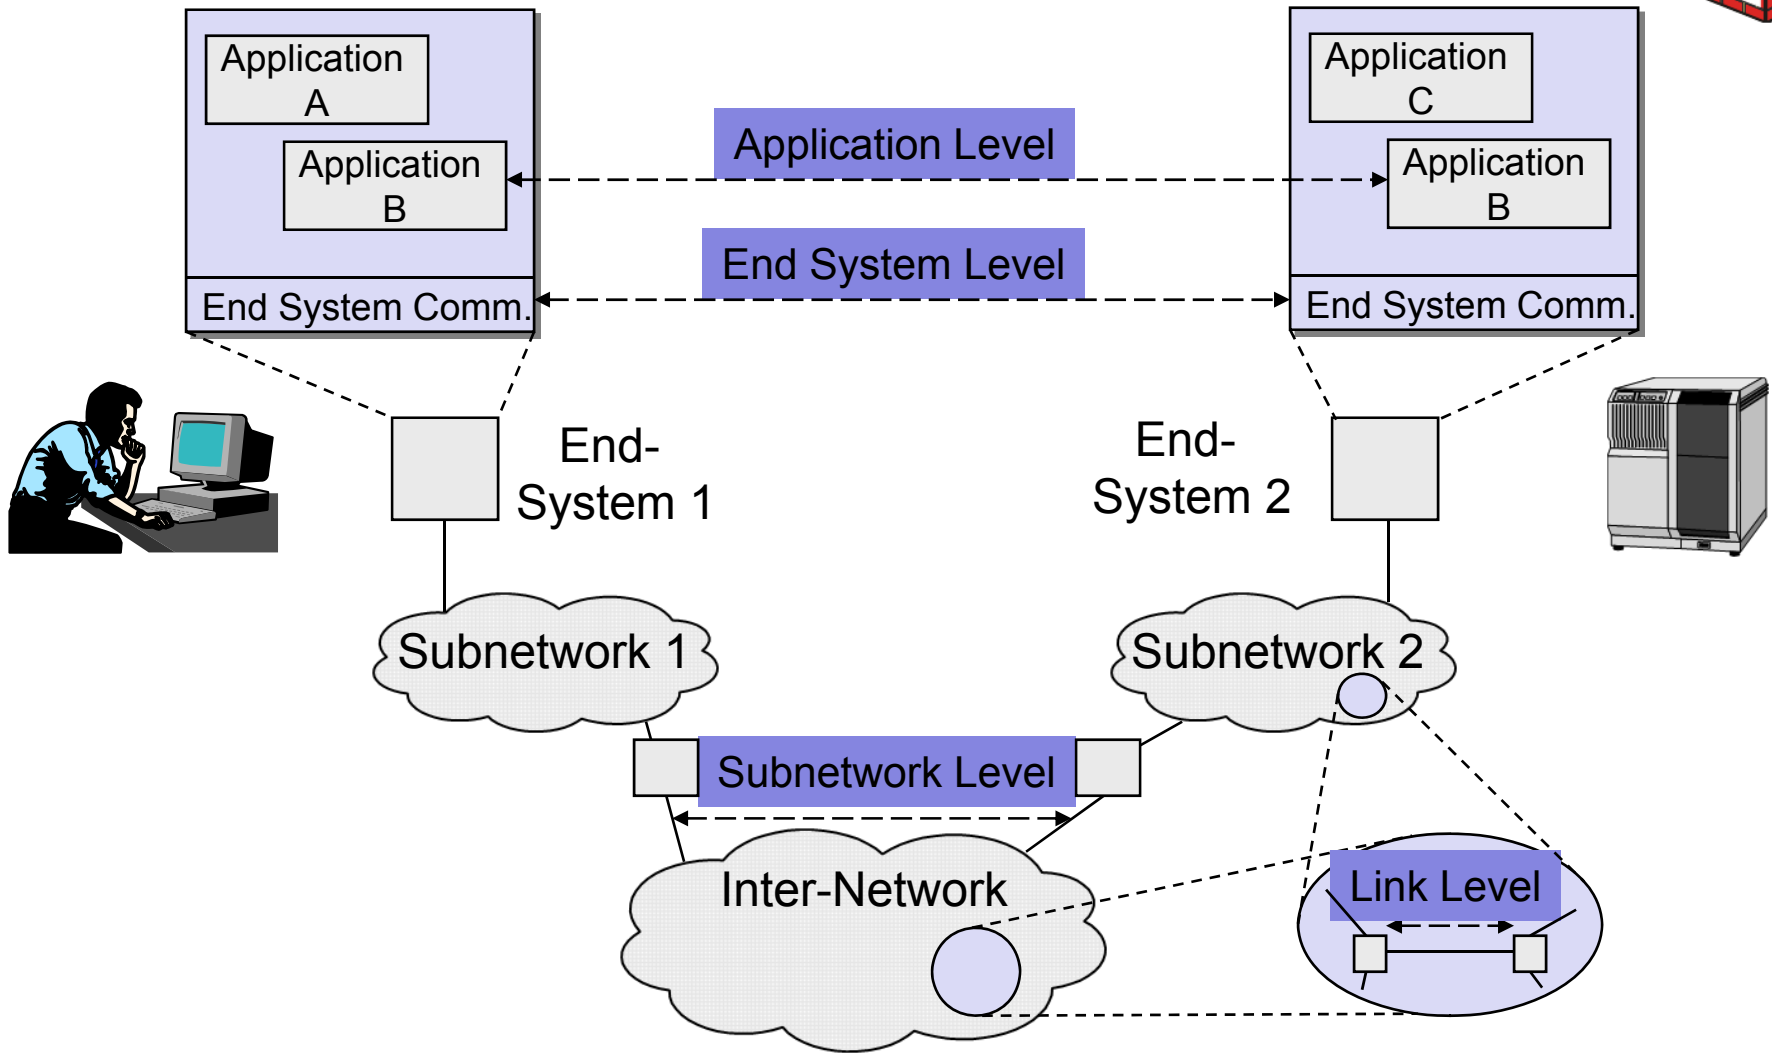 Application
A
Application
B
End System Comm.
Application Level
End System Level
Application
C
Application
B
End System Comm.
End-
System 1
End-
System 2
Subnetwork 1
Subnetwork 2
Subnetwork Level
Inter-Network
Link Level